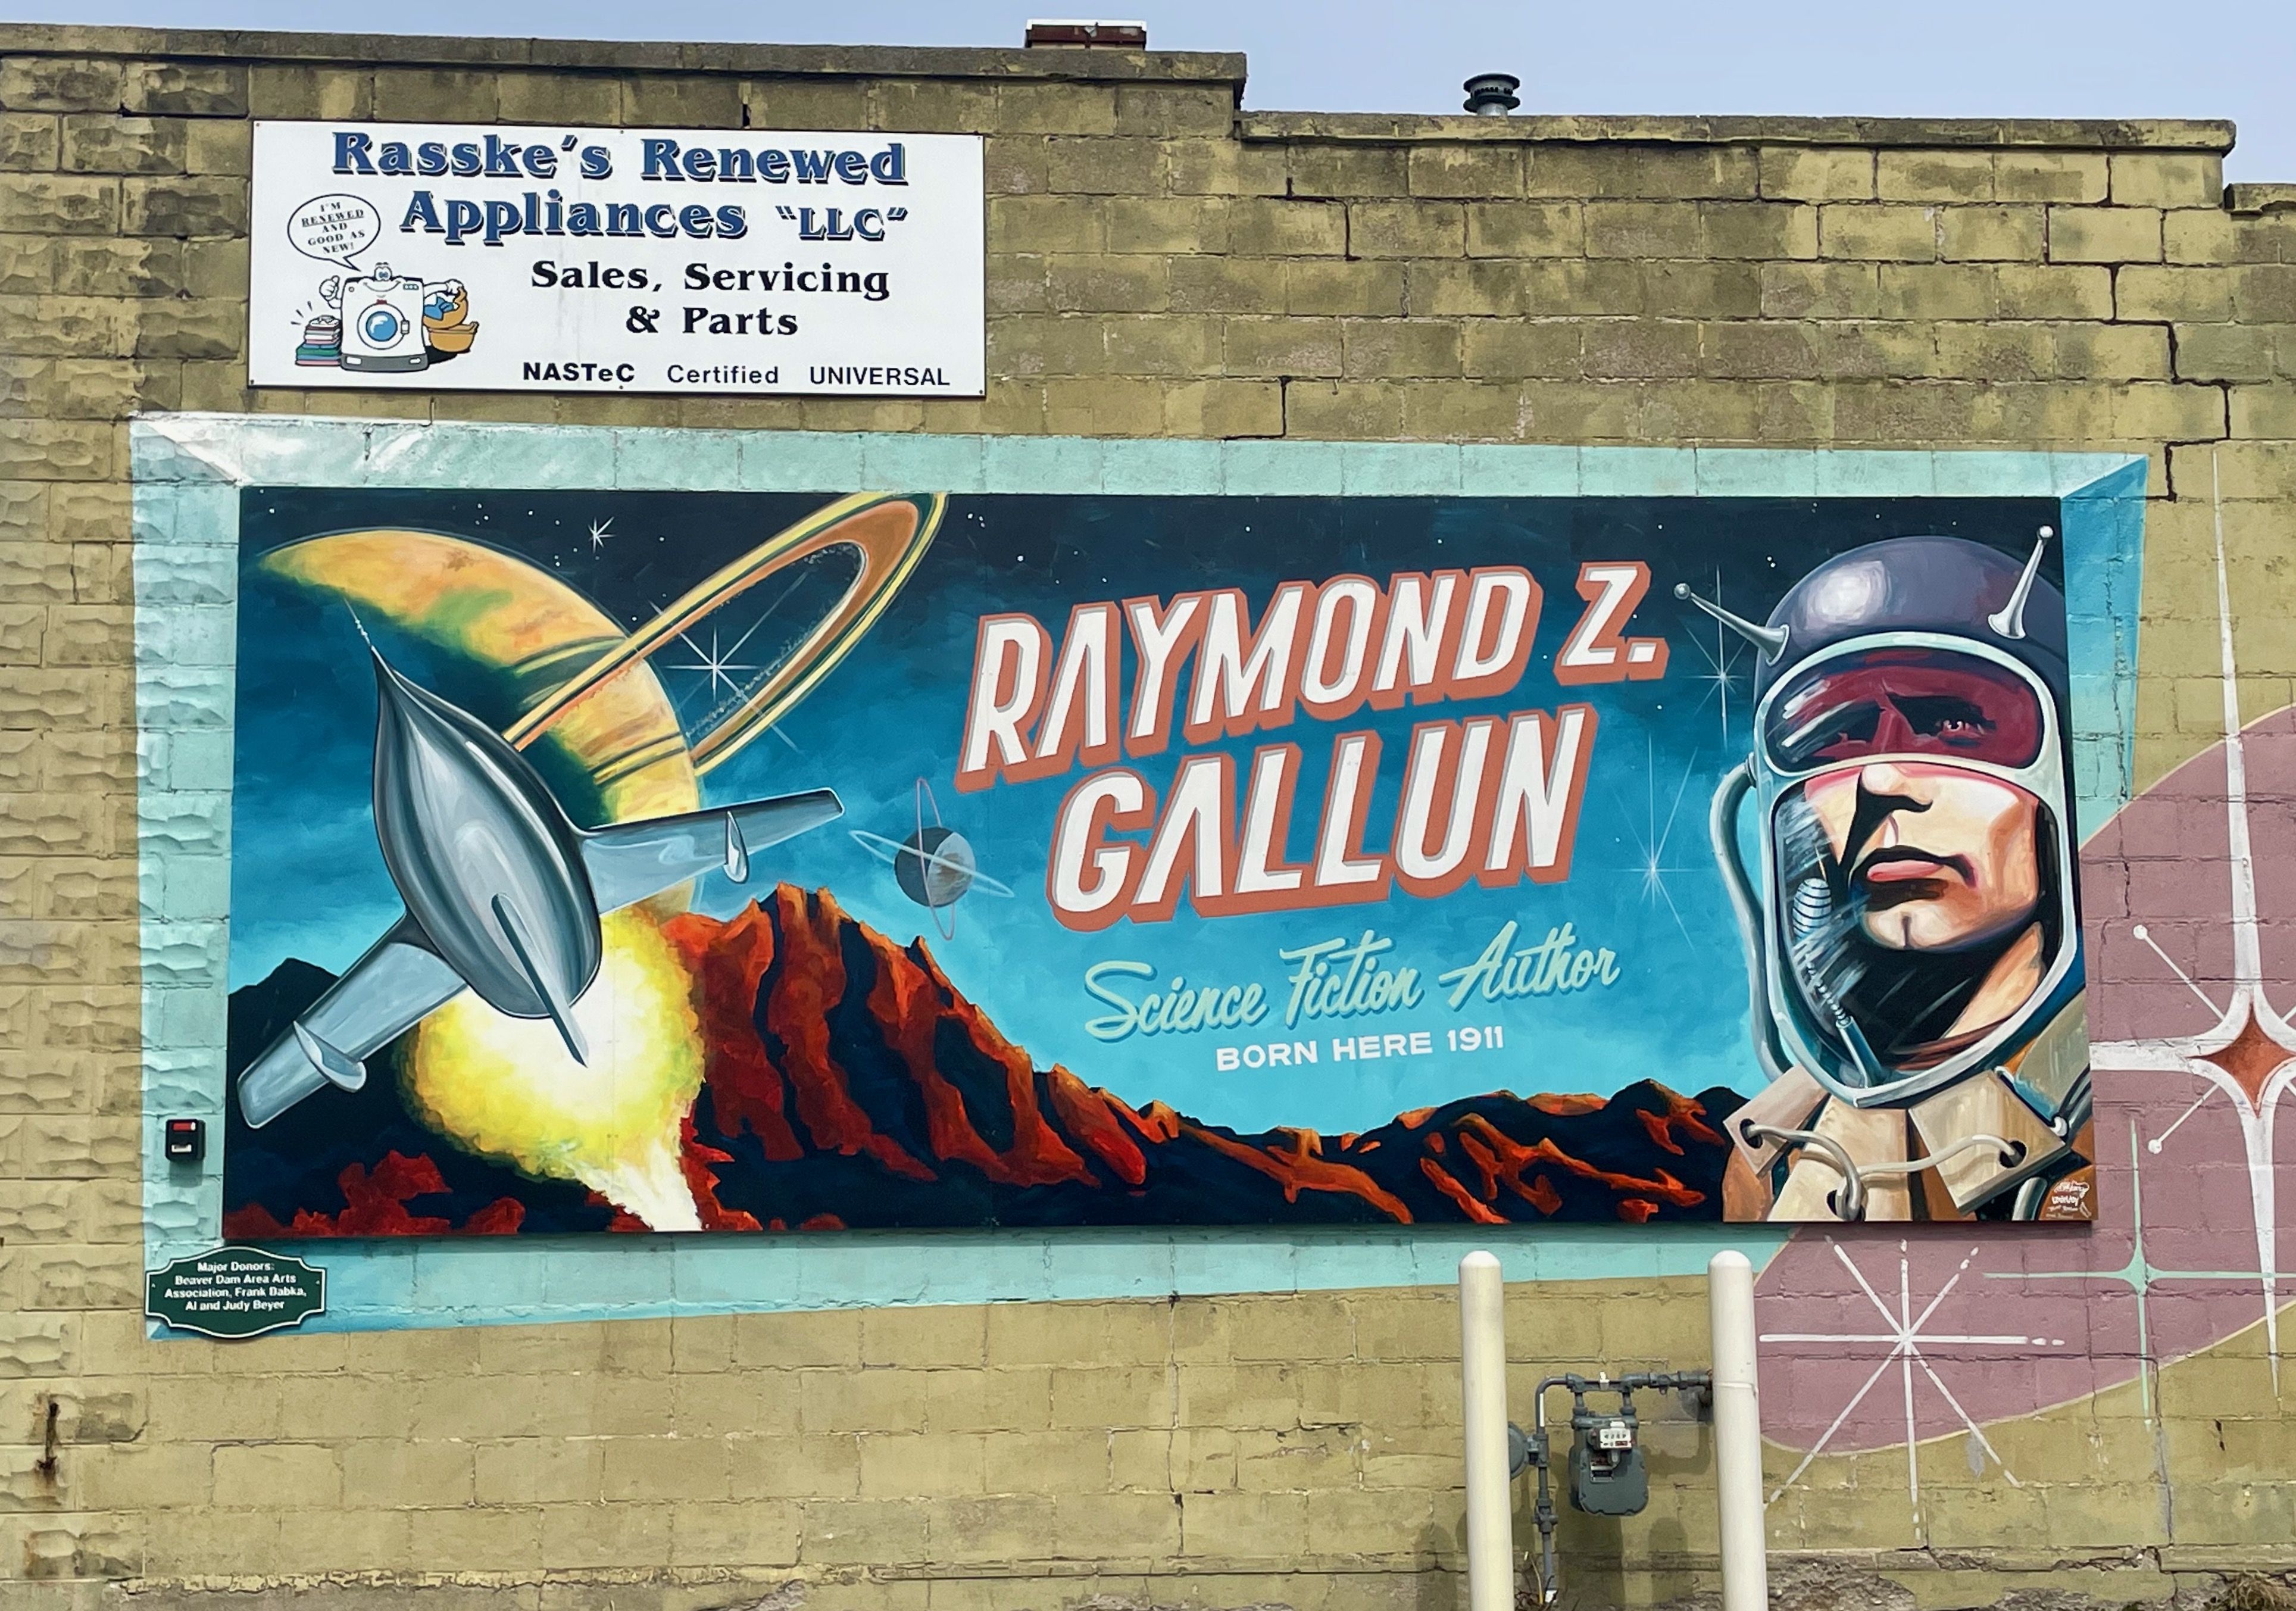 Rasske's Renewed
Appliances "LLC"
I'M
RENEWED
AND
GOOD AS
NEW!
Sales, Servicing
& Parts
NASTeC Certified UNIVERSAL
RAYMOND Z.
GALLUN
Science Fiction Author
BORN HERE 1911
Major Donors:
Beaver Dam Area Arts
Association, Frank Babka,
Al and Judy Beyer